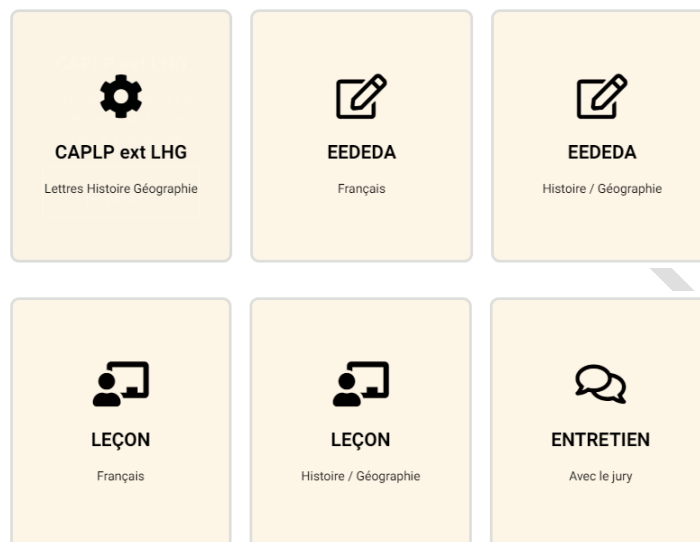 CAPLP ext LHG
Lettres Histoire Géographie
EEDEDA
Français
EEDEDA
Histoire / Géographie
LEÇON
Français
LEÇON
Histoire / Géographie
ENTRETIEN
Avec le jury